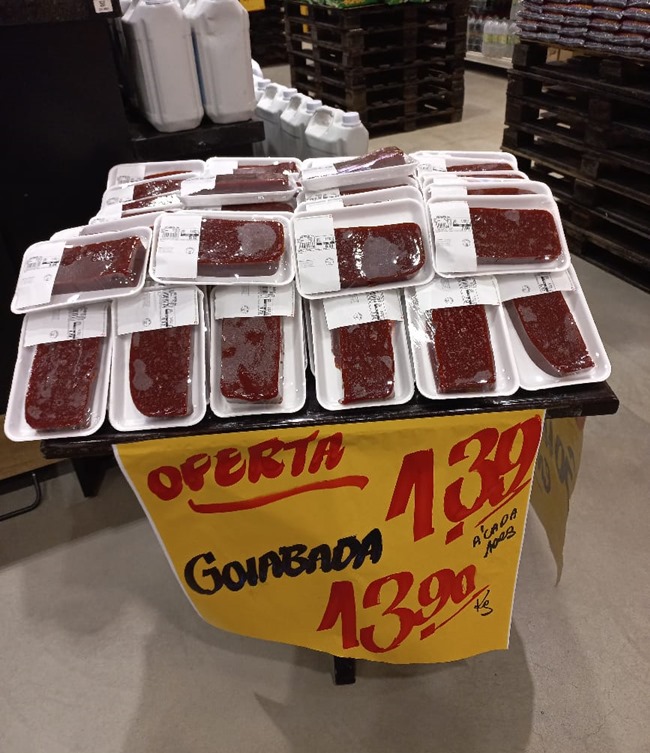 OFERTA
1,39
A' CADA
100g
GOIABADA
13,90
Kg